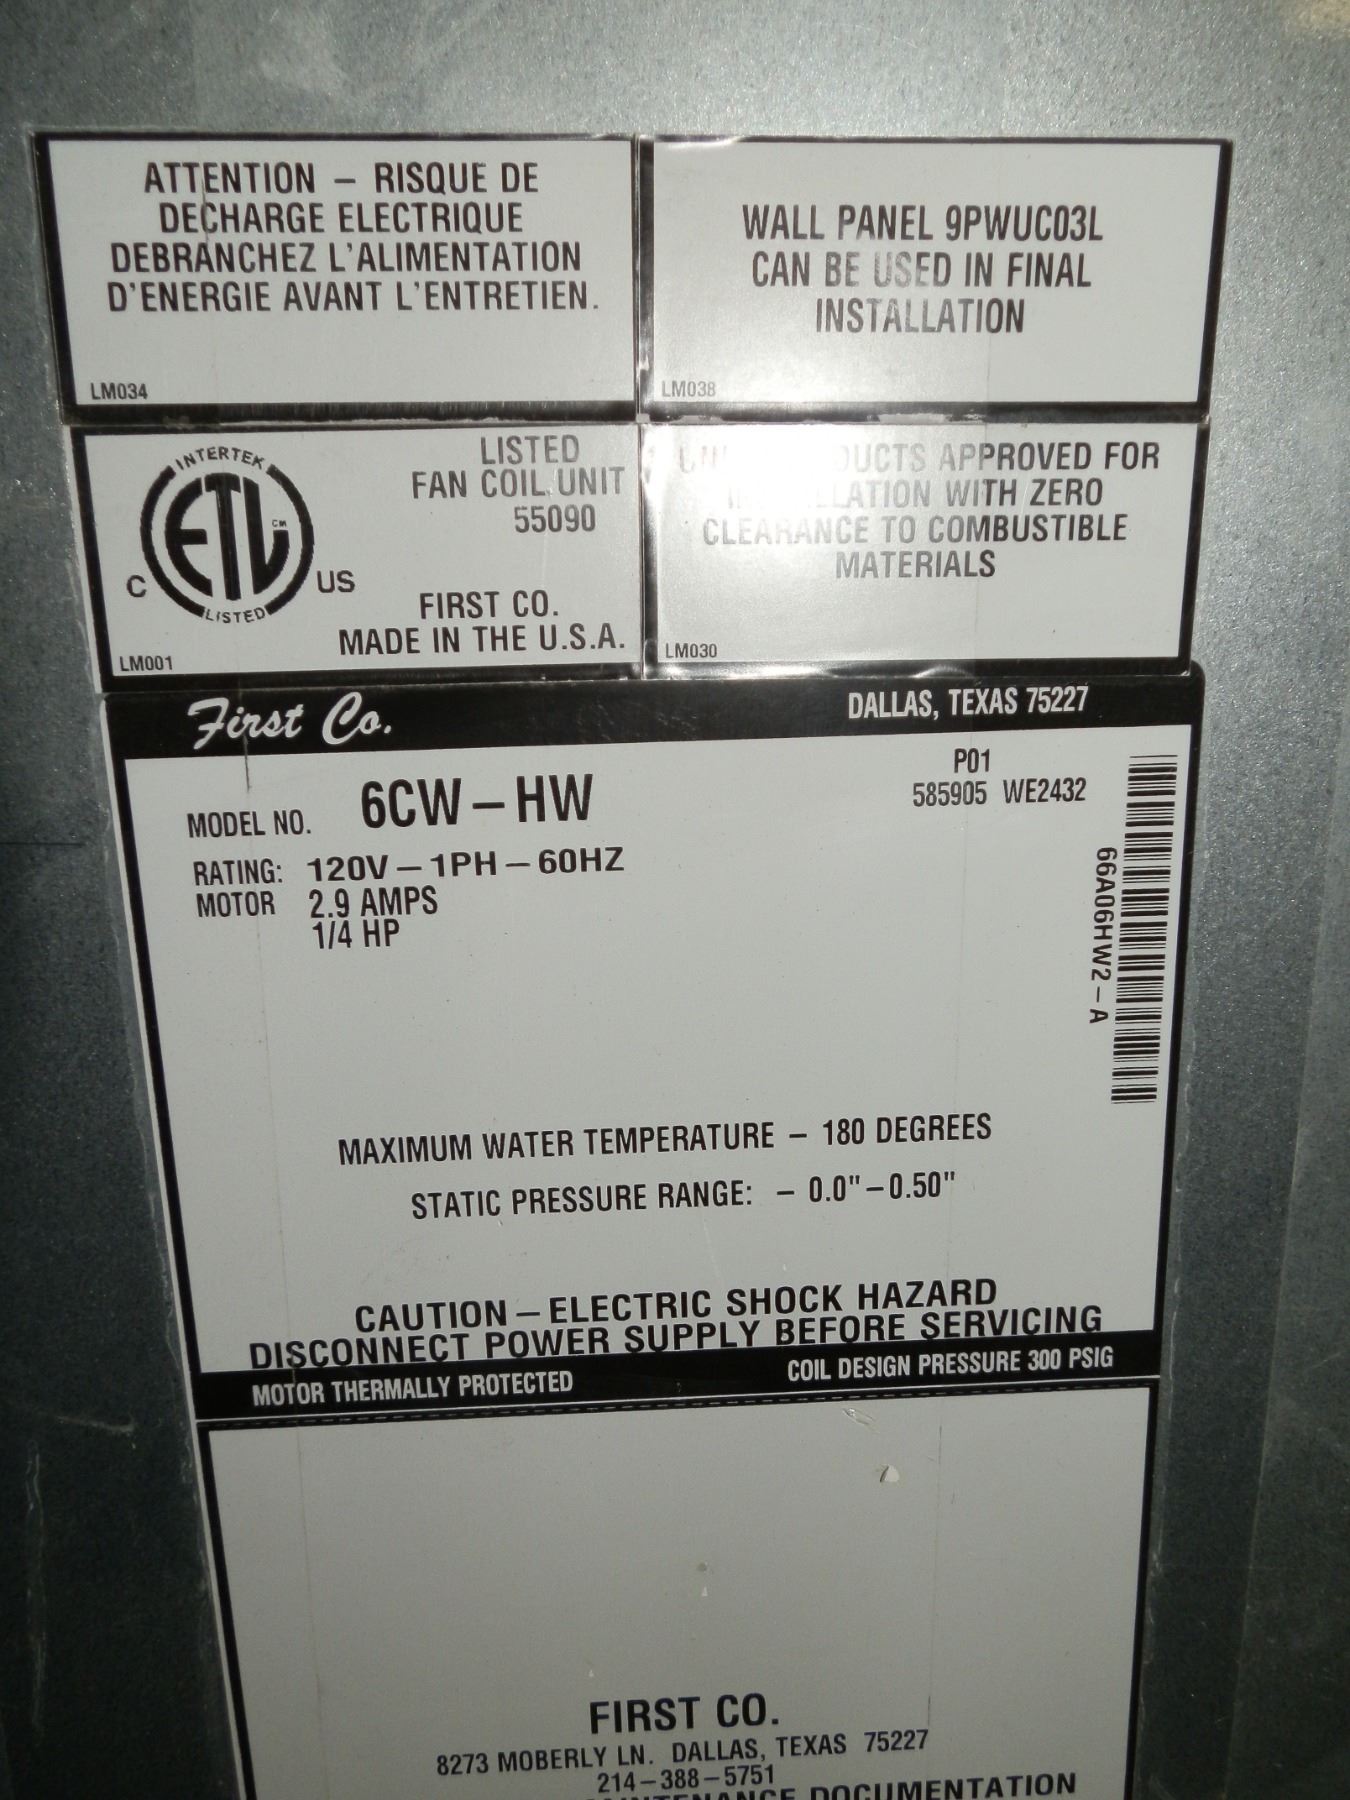 ATTENTION – RISQUE DE
DECHARGE ELECTRIQUE
DEBRANCHEZ L'ALIMENTATION
D'ENERGIE AVANT L'ENTRETIEN.
LM034
WALL PANEL 9PWUC03L
CAN BE USED IN FINAL
INSTALLATION
LM038
INTERTEK
ETL
CM
LISTED
C
US
LISTED
FAN COIL UNIT
55090
FIRST CO.
MADE IN THE U.S.A.
LM001
APPROVED FOR
WITH ZERO
CLEARANCE TO COMBUSTIBLE
MATERIALS
LM030
First Co.
DALLAS, TEXAS 75227
MODEL NO. 6CW – HW
P01
585905 WE2432
RATING: 120V – 1PH – 60HZ
MOTOR 2.9 AMPS
1/4 HP
66A06HW2 – A
MAXIMUM WATER TEMPERATURE – 180 DEGREES
STATIC PRESSURE RANGE: – 0.0" – 0.50"
CAUTION – ELECTRIC SHOCK HAZARD
DISCONNECT POWER SUPPLY BEFORE SERVICING
MOTOR THERMALLY PROTECTED
COIL DESIGN PRESSURE 300 PSIG
FIRST CO.
8273 MOBERLY LN. DALLAS, TEXAS 75227
214 – 388 – 5751
DOCUMENTATION